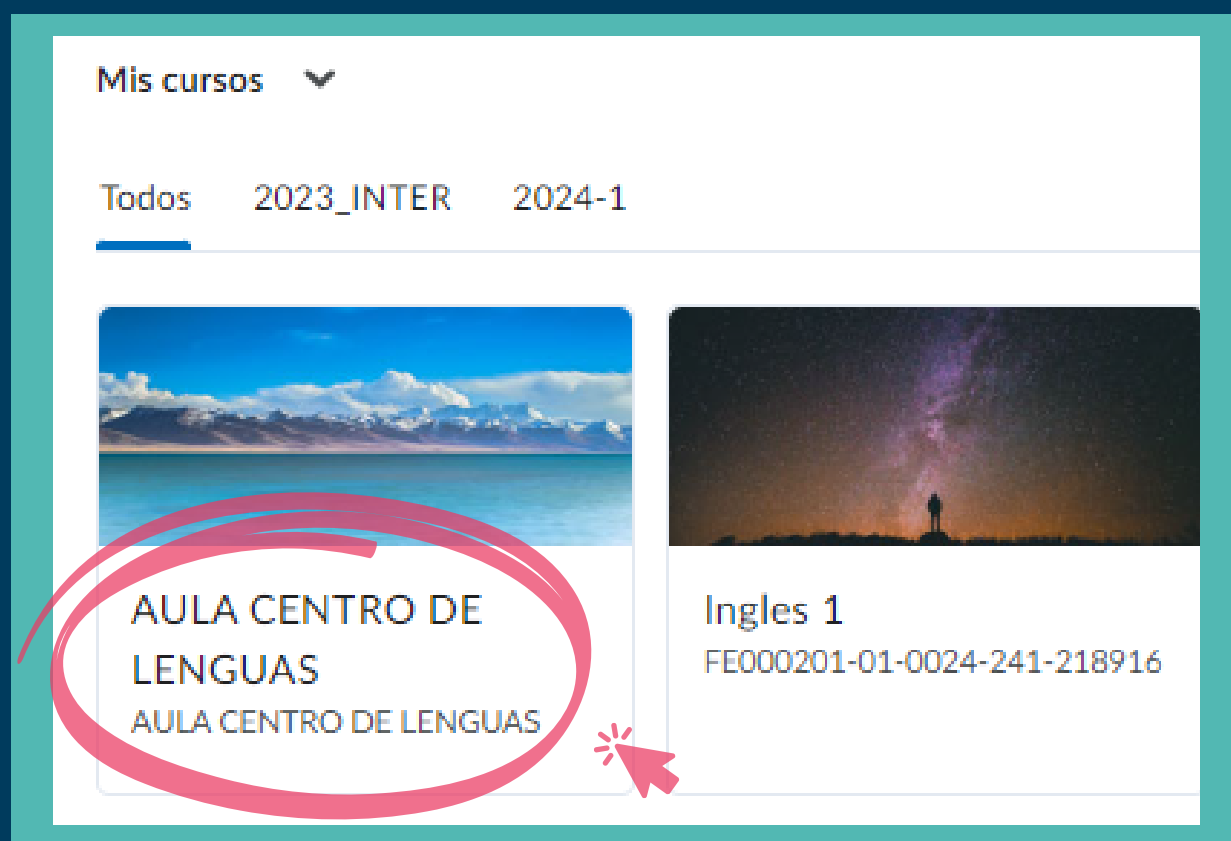 Mis cursos
Todos 2023_INTER 2024-1
AULA CENTRO DE
LENGUAS
AULA CENTRO DE LENGUAS
Ingles 1
FE000201-01-0024-241-218916